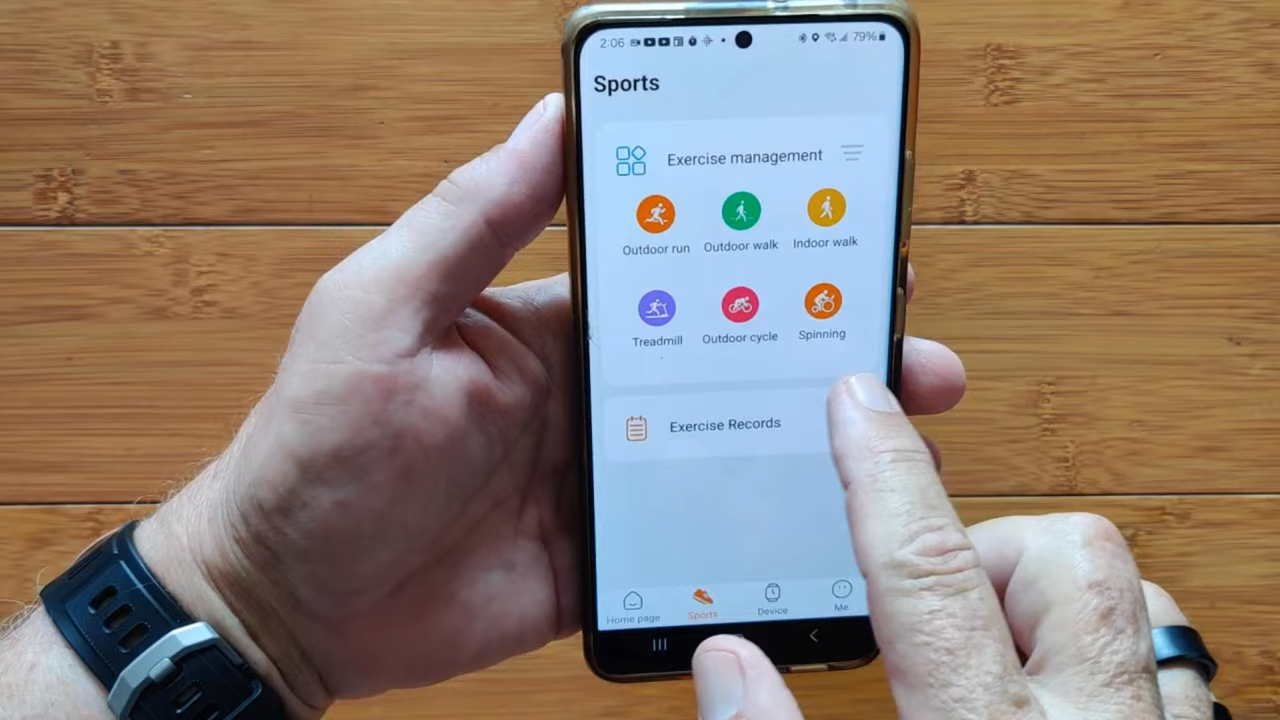 2:06 79%
Sports
Exercise management
Outdoor run Outdoor walk Indoor walk
Treadmill Outdoor cycle Spinning
Exercise Records
Home page Sports Device Me